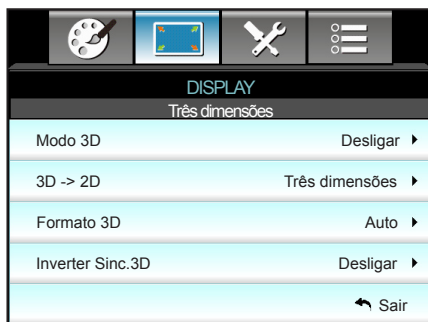 DISPLAY
Três dimensões
Modo 3D Desligar
3D -> 2D Três dimensões
Formato 3D Auto
Inverter Sinc.3D Desligar
Sair